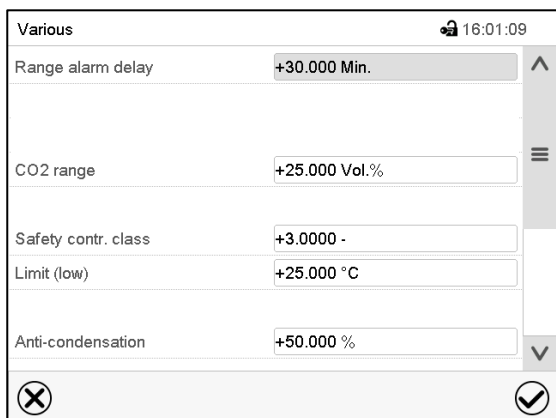 Various 16:01:09
Range alarm delay +30.000 Min.
CO2 range +25.000 Vol.%
Safety contr. class +3.0000 -
Limit (low) +25.000 °C
Anti-condensation +50.000 %